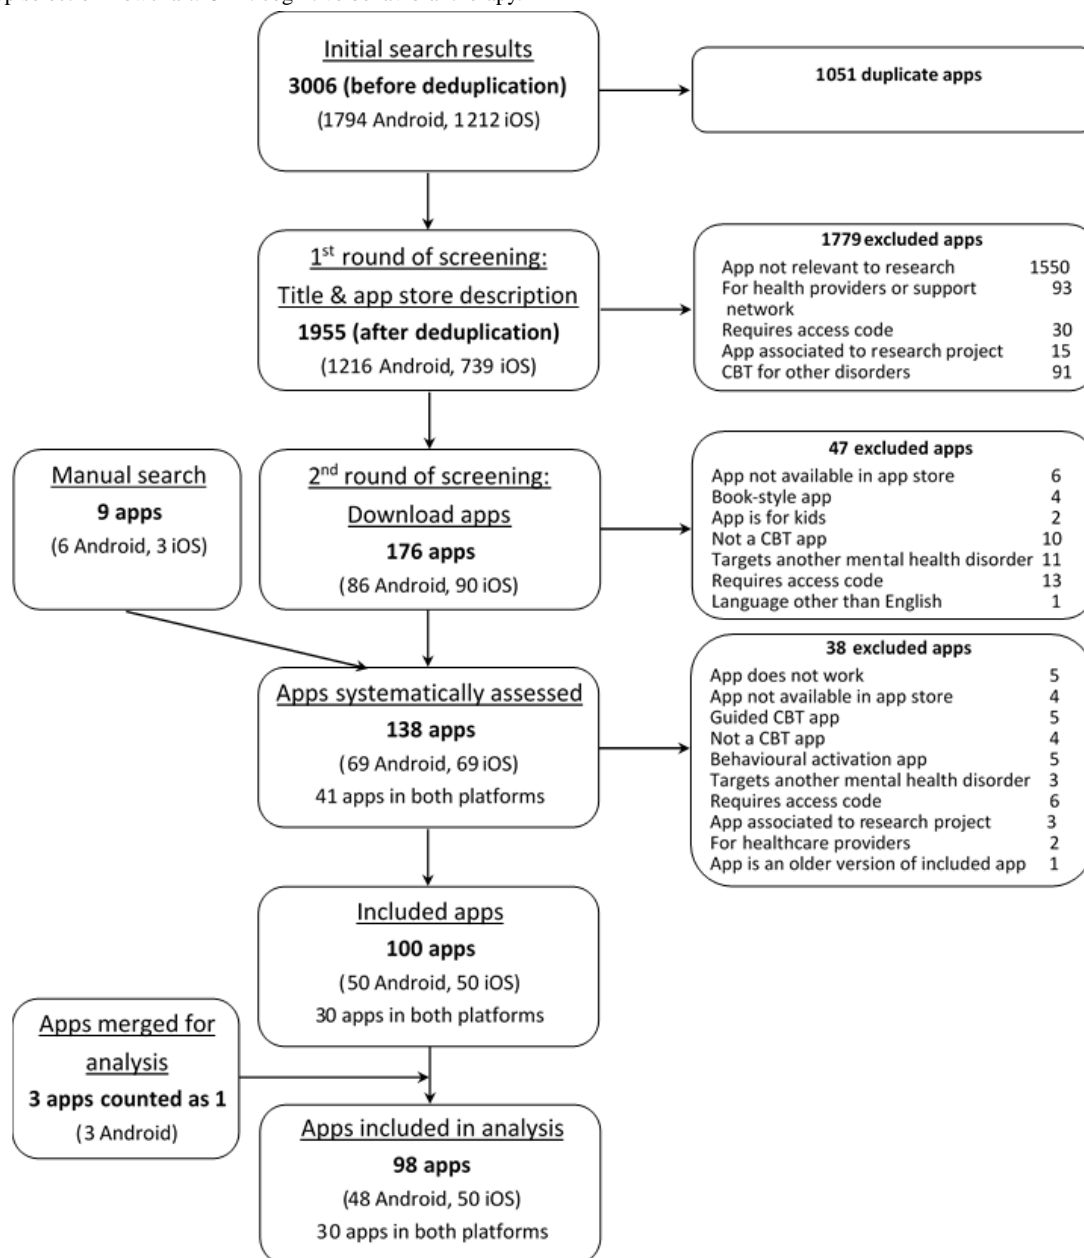 Initial search results
3006 (before deduplication)
(1794 Android, 1212 iOS)
1051 duplicate apps
1st round of screening:
Title & app store description
1955 (after deduplication)
(1216 Android, 739 iOS)
1779 excluded apps
App not relevant to research 1550
For health providers or support 93
network
Requires access code 30
App associated to research project 15
CBT for other disorders 91
Manual search
9 apps
(6 Android, 3 iOS)
2nd round of screening:
Download apps
176 apps
(86 Android, 90 iOS)
47 excluded apps
App not available in app store 6
Book-style app 4
App is for kids 2
Not a CBT app 10
Targets another mental health disorder 11
Requires access code 13
Language other than English 1
Apps systematically assessed
138 apps
(69 Android, 69 iOS)
41 apps in both platforms
38 excluded apps
App does not work 5
App not available in app store 4
Guided CBT app 5
Not a CBT app 4
Behavioural activation app 5
Targets another mental health disorder 3
Requires access code 6
App associated to research project 3
For healthcare providers 2
App is an older version of included app 1
Included apps
100 apps
(50 Android, 50 iOS)
30 apps in both platforms
Apps merged for
analysis
3 apps counted as 1
(3 Android)
Apps included in analysis
98 apps
(48 Android, 50 iOS)
30 apps in both platforms